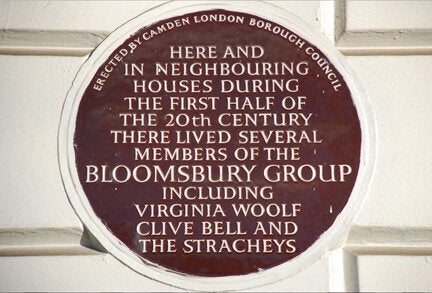 ERECTED BY CAMDEN LONDON BOROUGH COUNCIL
HERE AND
IN NEIGHBOURING
HOUSES DURING
THE FIRST HALF OF
THE 20th CENTURY
THERE LIVED SEVERAL
MEMBERS OF THE
BLOOMSBURY GROUP
INCLUDING
VIRGINIA WOOLF
CLIVE BELL AND
THE STRACHEYS